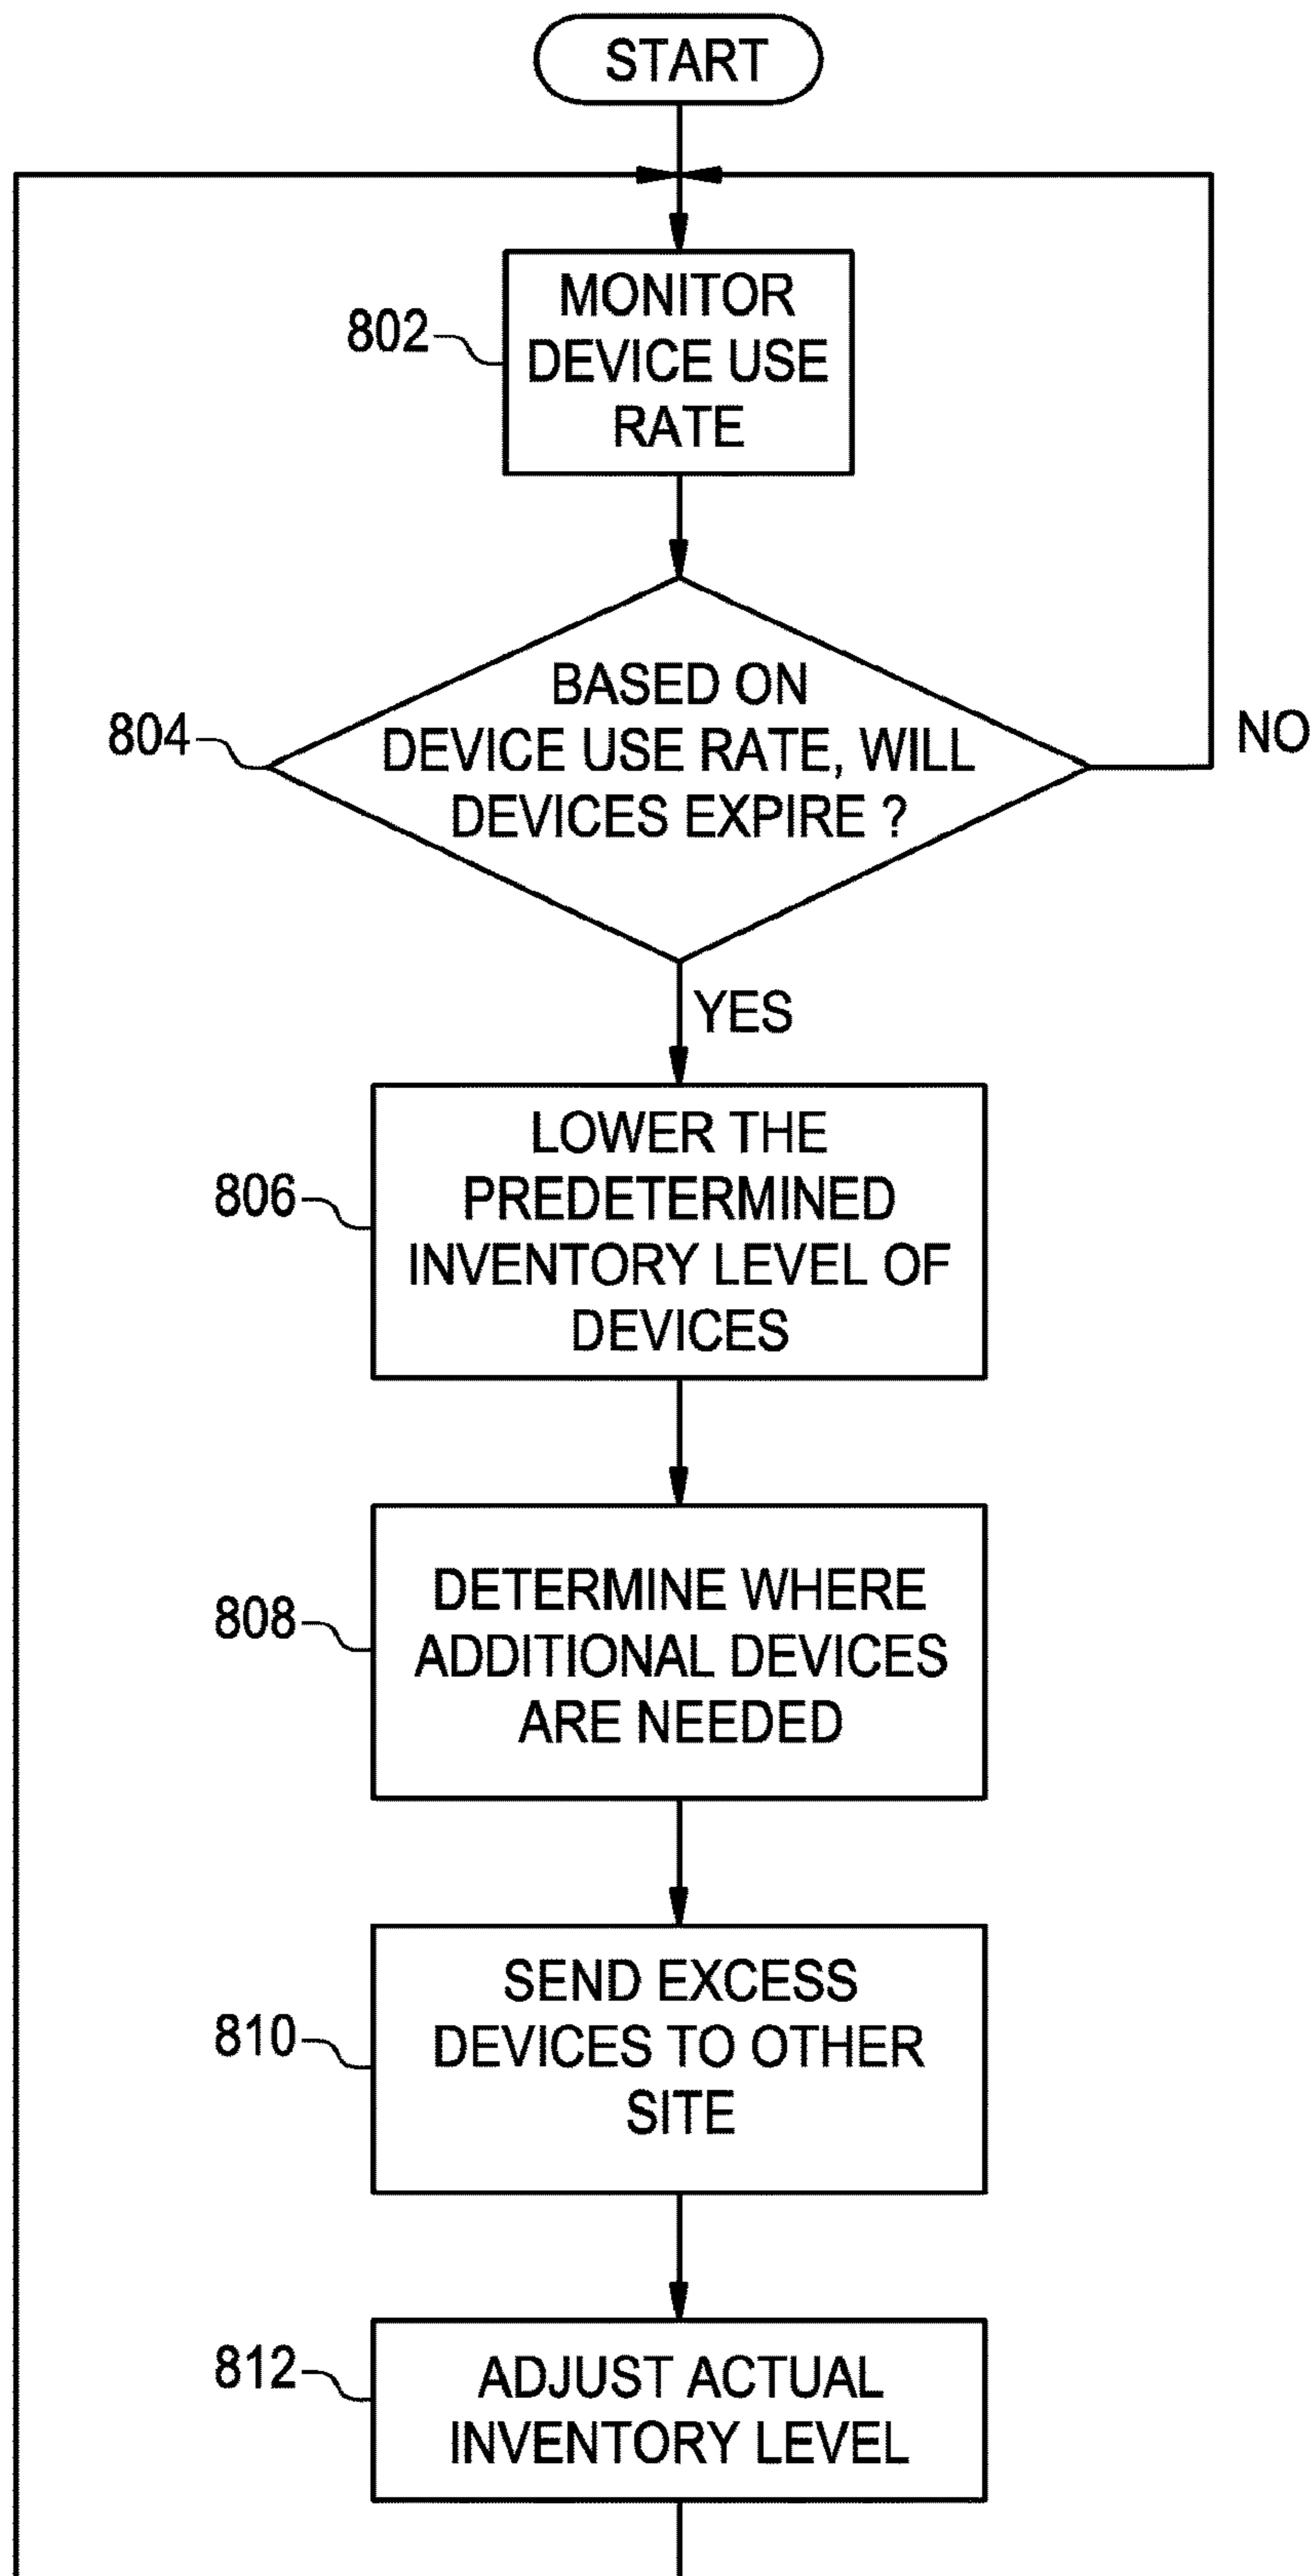 START
802
MONITOR
DEVICE USE
RATE
804
BASED ON
DEVICE USE RATE, WILL
DEVICES EXPIRE ?
NO
YES
806
LOWER THE
PREDETERMINED
INVENTORY LEVEL OF
DEVICES
808
DETERMINE WHERE
ADDITIONAL DEVICES
ARE NEEDED
810
SEND EXCESS
DEVICES TO OTHER
SITE
812
ADJUST ACTUAL
INVENTORY LEVEL